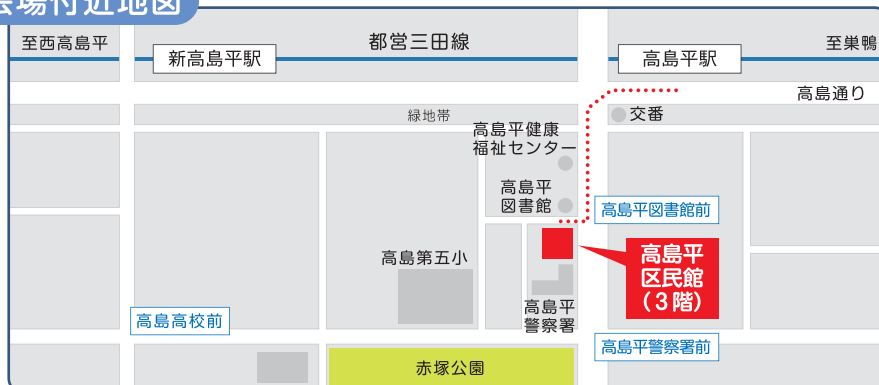 会場付近地図
至西高島平
都営三田線
至巣鴨
新高島平駅
高島平駅
高島通り
交番
緑地帯
高島平健康
福祉センター
高島平
図書館
高島平図書館前
高島平
区民館
（３階）
高島第五小
高島平
警察署
高島高校前
高島平警察署前
赤塚公園